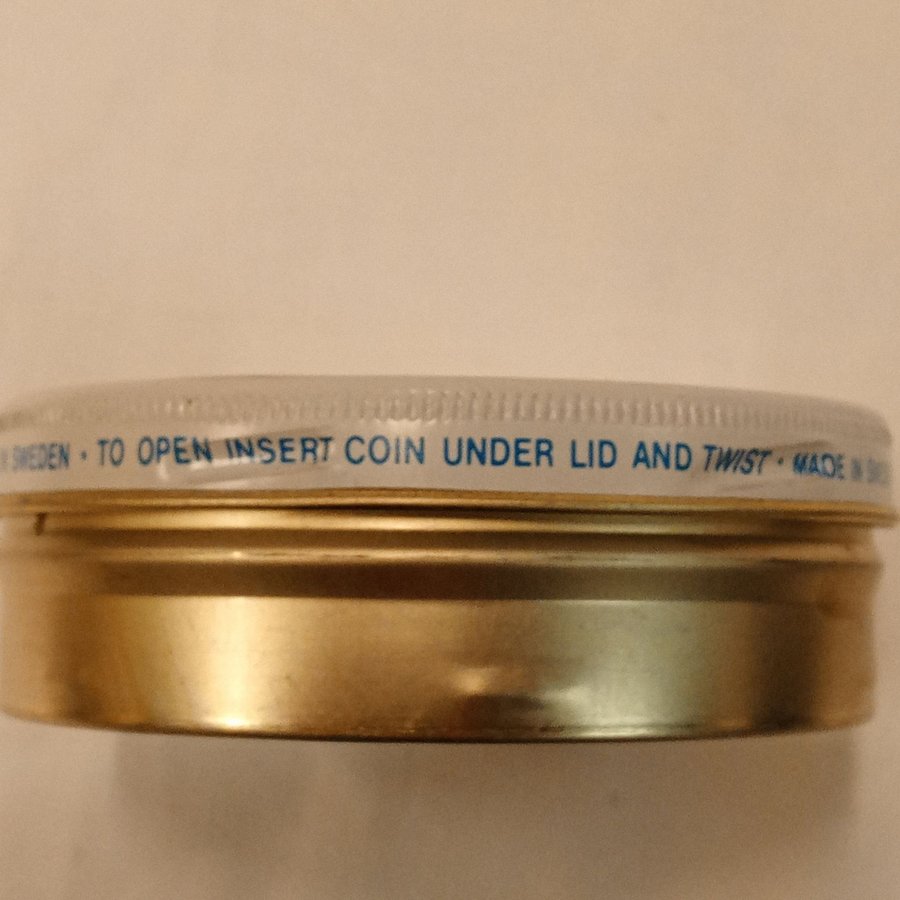 SWEDEN · TO OPEN INSERT COIN UNDER LID AND TWIST · MADE IN